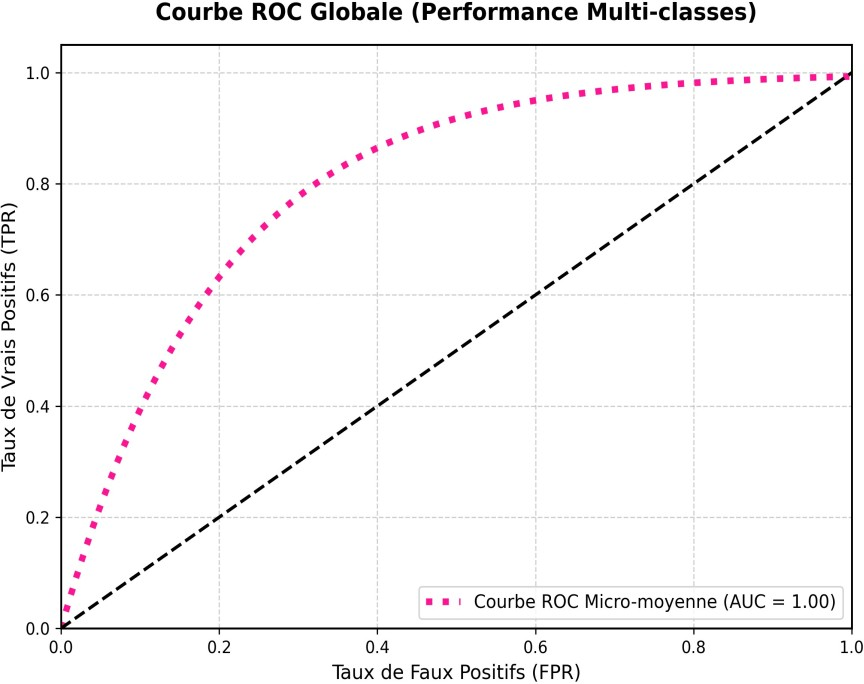 Courbe ROC Globale (Performance Multi-classes)
Taux de Vrais Positifs (TPR)
1.0
0.8
0.6
0.4
0.2
0.0
Courbe ROC Micro-moyenne (AUC = 1.00)
0.0 0.2 0.4 0.6 0.8 1.0
Taux de Faux Positifs (FPR)